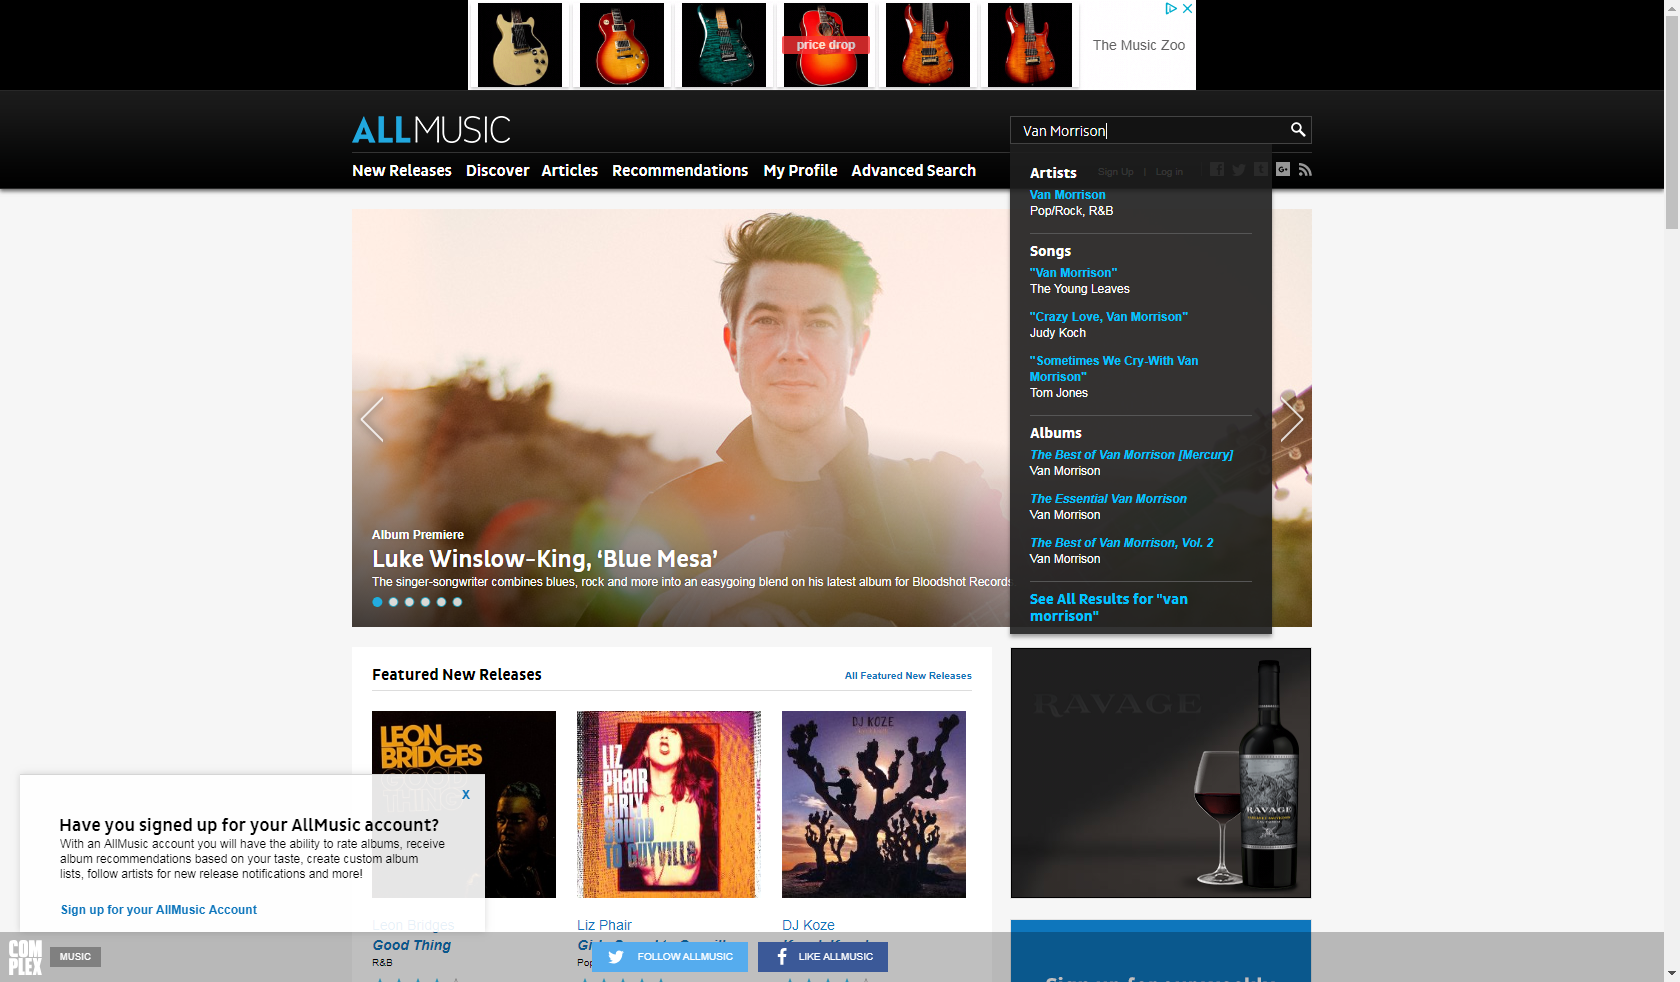 price drop
The Music Zoo
ALLMUSIC
Van Morrison
New Releases Discover Articles Recommendations My Profile Advanced Search
Sign Up | Log in
Artists
Van Morrison
Pop/Rock, R&B
Songs
"Van Morrison"
The Young Leaves
"Crazy Love, Van Morrison"
Judy Koch
"Sometimes We Cry-With Van
Morrison"
Tom Jones
Albums
The Best of Van Morrison [Mercury]
Van Morrison
The Essential Van Morrison
Van Morrison
The Best of Van Morrison, Vol. 2
Van Morrison
See All Results for "van
morrison"
Album Premiere
Luke Winslow-King, ‘Blue Mesa’
The singer-songwriter combines blues, rock and more into an easygoing blend on his latest album for Bloodshot Records
Featured New Releases
All Featured New Releases
LEON
BRIDGES
GOOD
THING
LIZ
PHAIR
GIRLY
SOUND
TO GUYVILLE
DJ KOZE
RAVAGE
RAVAGE
X
Have you signed up for your AllMusic account?
With an AllMusic account you will have the ability to rate albums, receive
album recommendations based on your taste, create custom album
lists, follow artists for new release notifications and more!
Sign up for your AllMusic Account
Leon Bridges
Good Thing
R&B
Liz Phair
DJ Koze
COM
PLEX
MUSIC
FOLLOW ALLMUSIC
LIKE ALLMUSIC